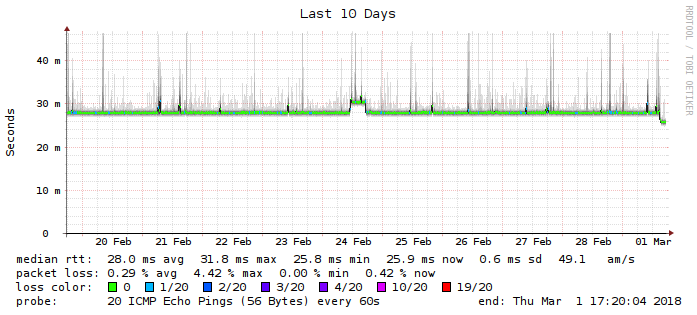 Last 10 Days
RRDTOOL / TOBI OETIKER
Seconds
40 m
30 m
20 m
10 m
0
20 Feb 21 Feb 22 Feb 23 Feb 24 Feb 25 Feb 26 Feb 27 Feb 28 Feb 01 Mar
median rtt: 28.0 ms avg 31.8 ms max 25.8 ms min 25.9 ms now 0.6 ms sd 49.1 am/s
packet loss: 0.29 % avg 4.42 % max 0.00 % min 0.42 % now
loss color: 0 1/20 2/20 3/20 4/20 10/20 19/20
probe: 20 ICMP Echo Pings (56 Bytes) every 60s end: Thu Mar 1 17:20:04 2018